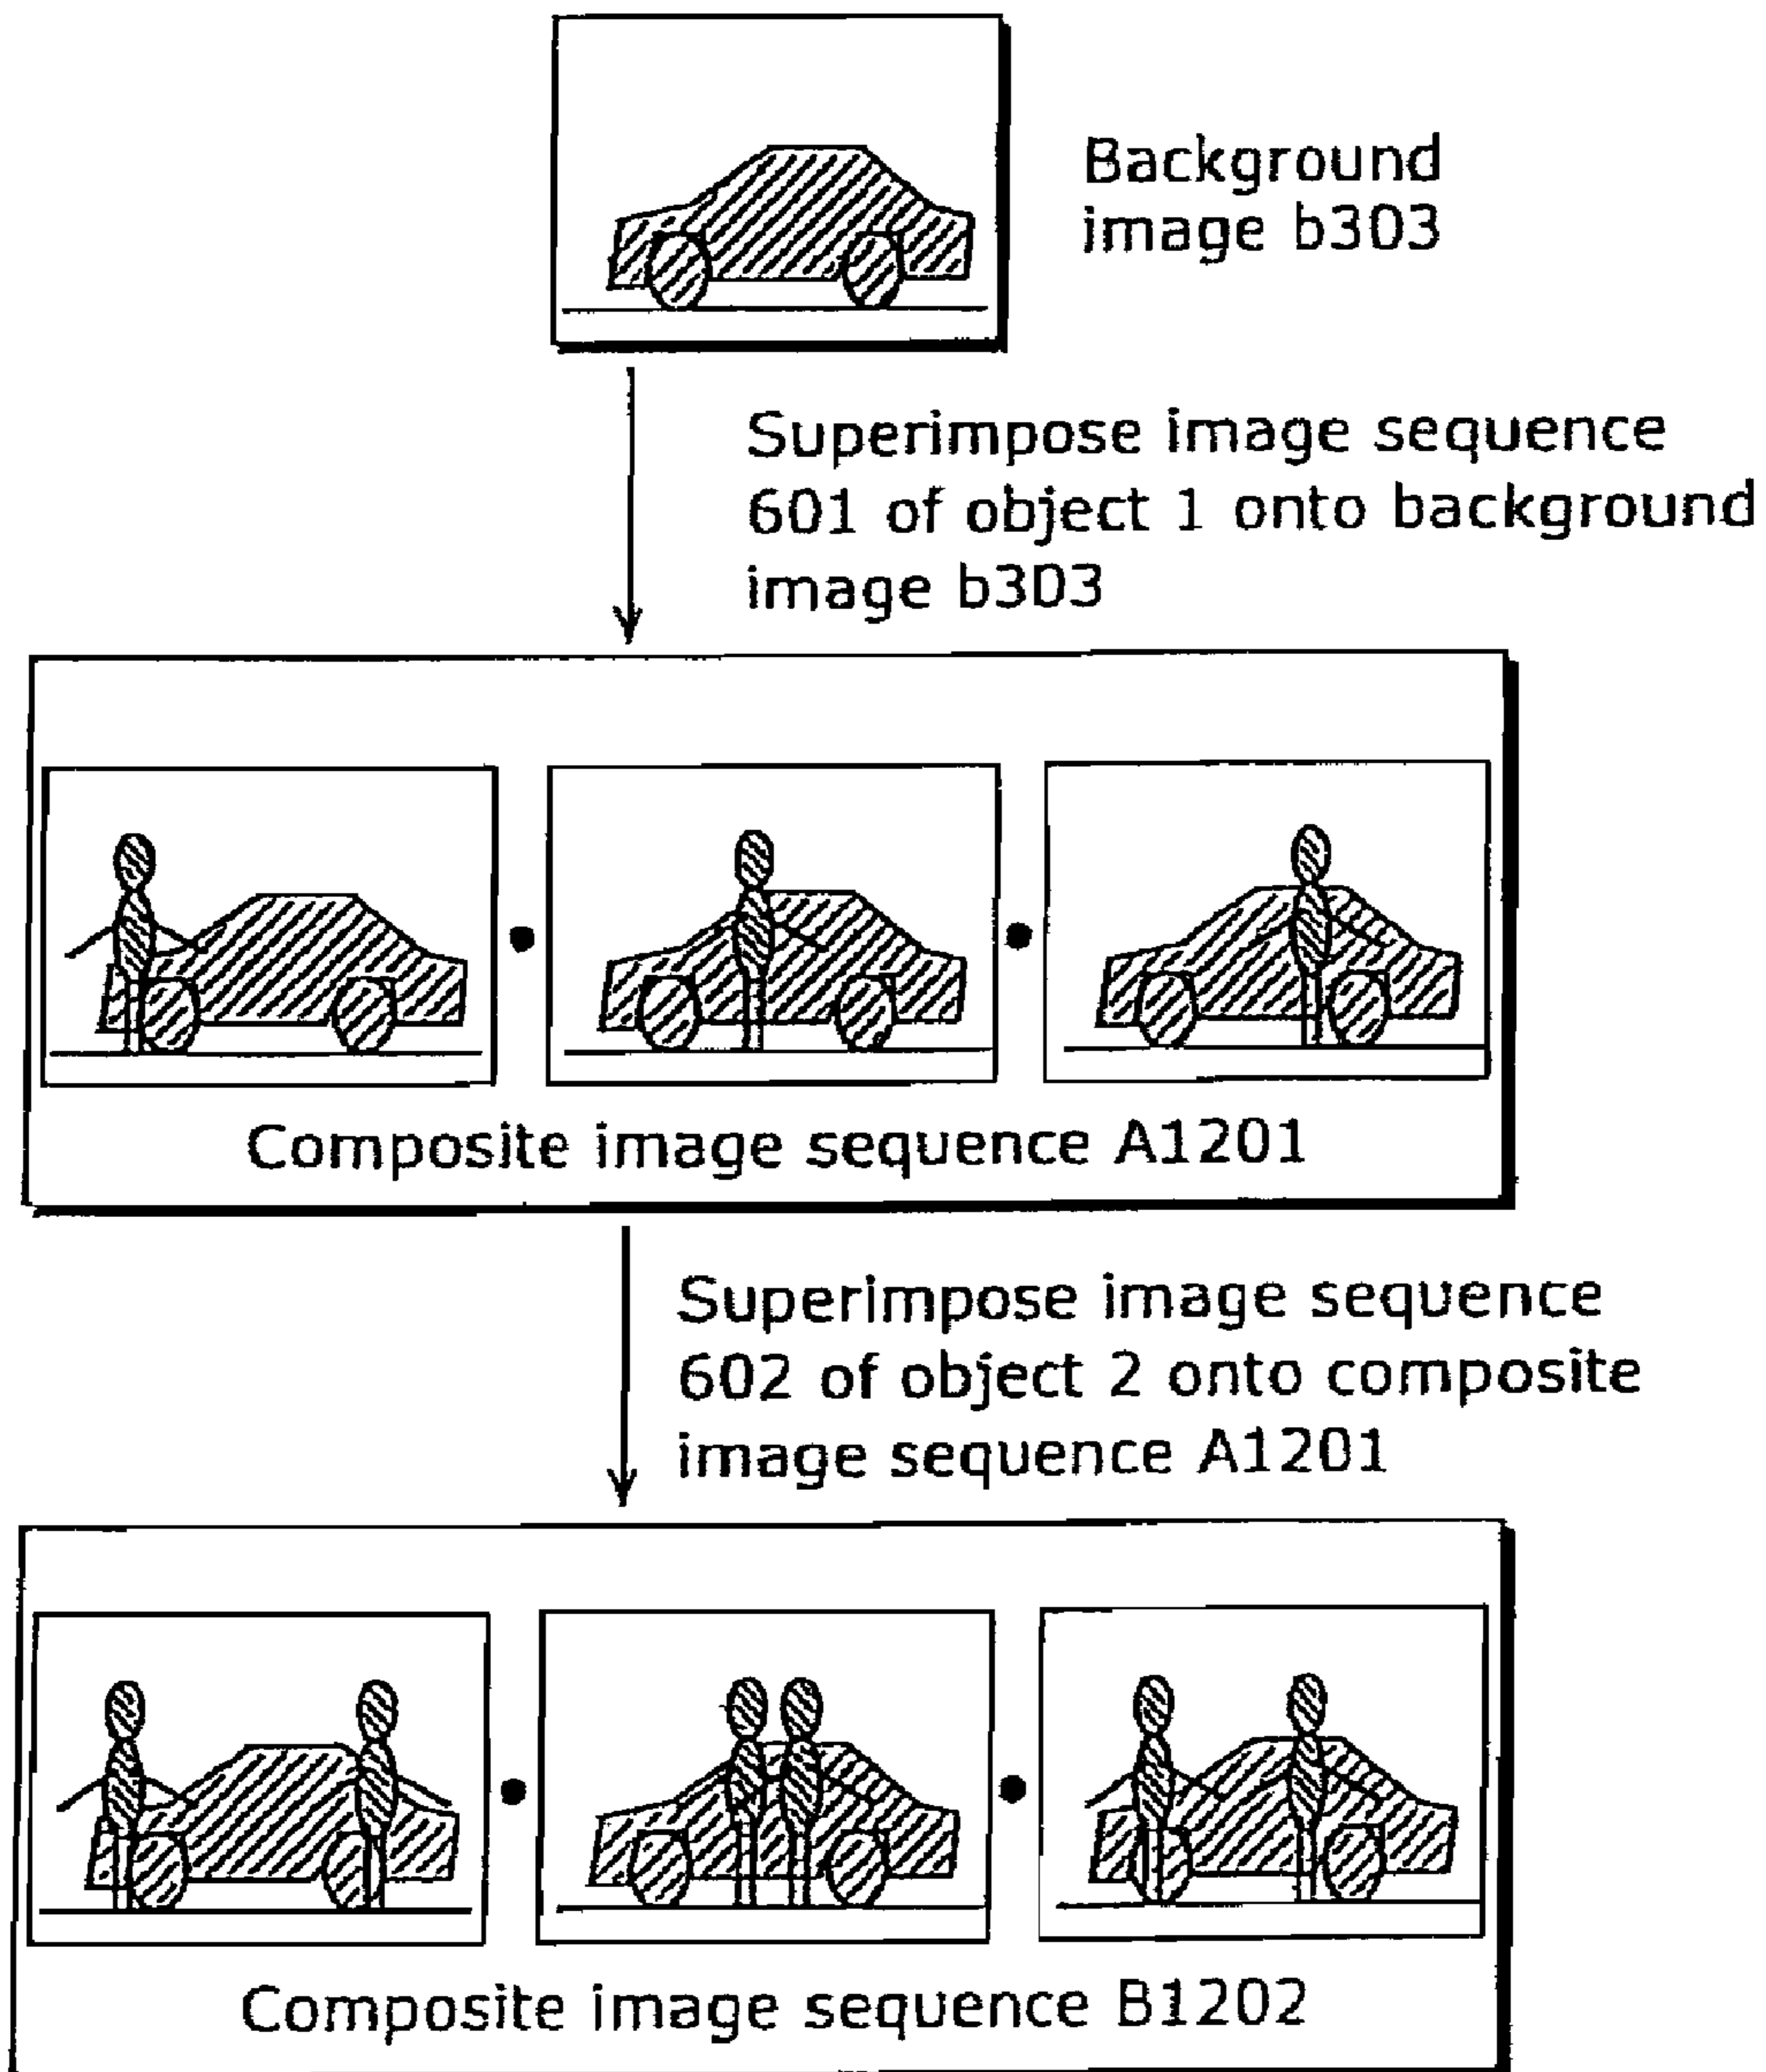 Background
image b303
Superimpose image sequence
601 of object 1 onto background
image b303
Composite image sequence A1201
Superimpose image sequence
602 of object 2 onto composite
image sequence A1201
Composite image sequence B1202